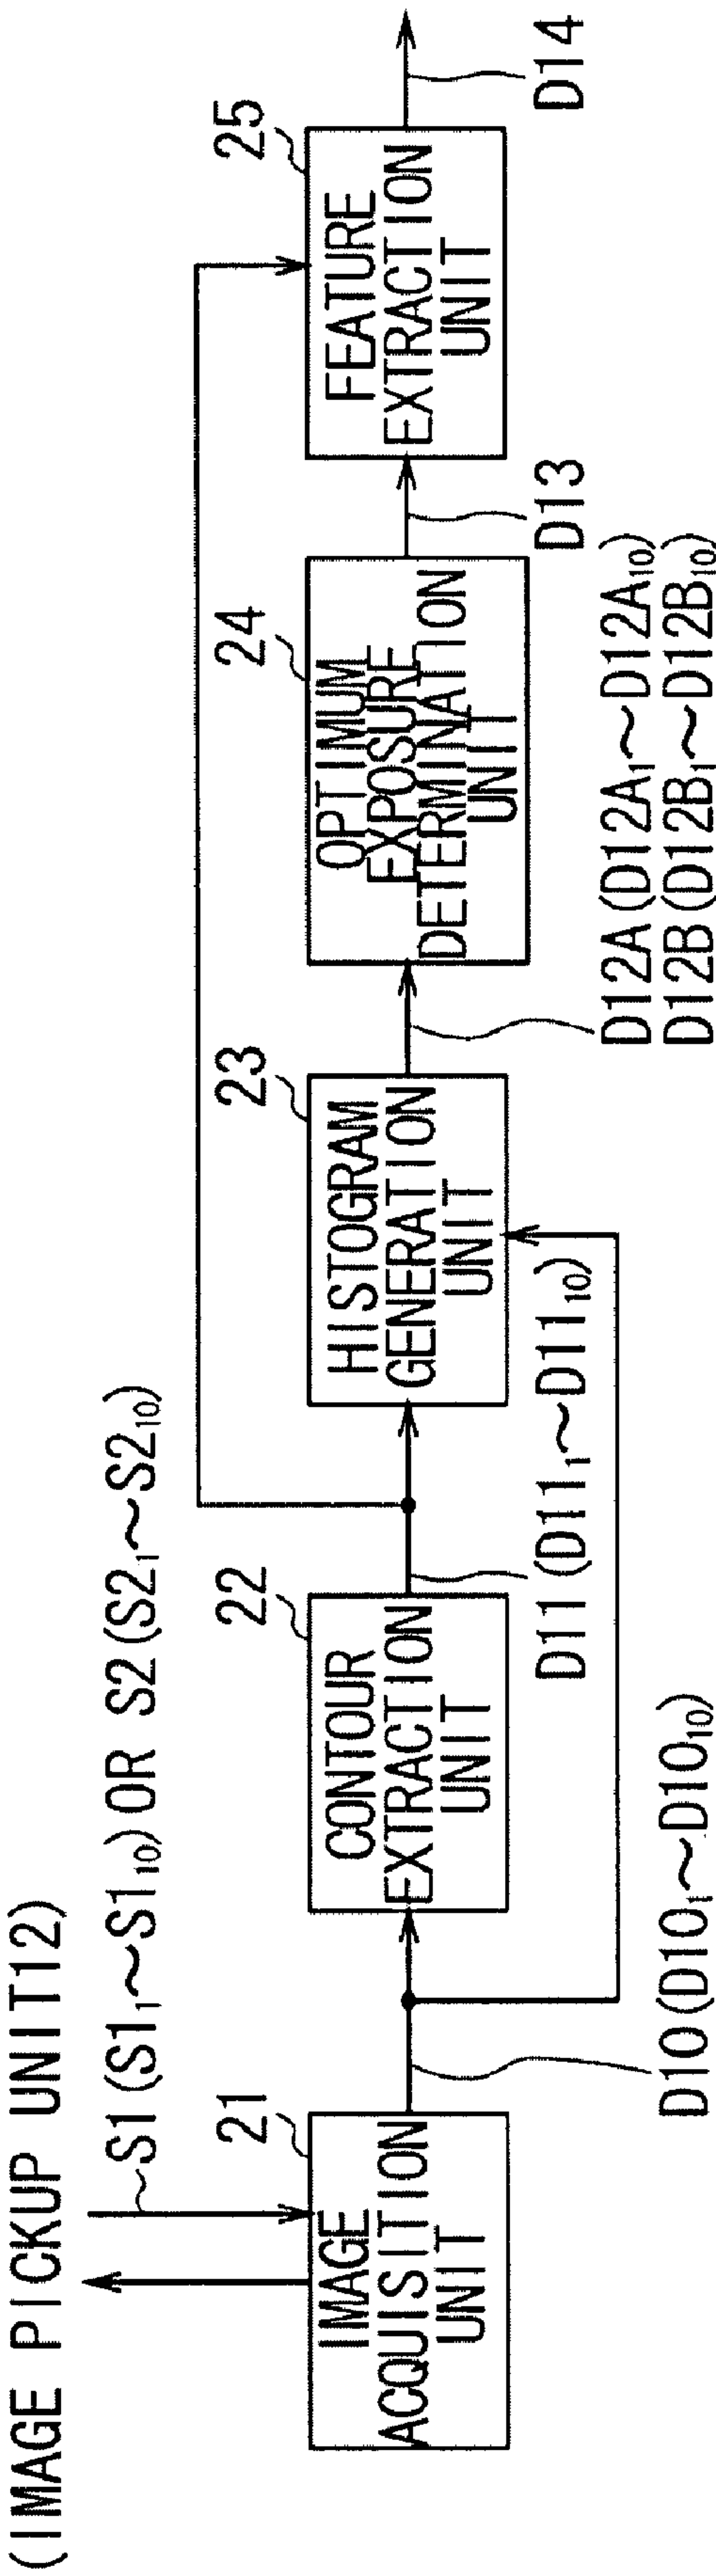 (IMAGE PICKUP UNIT12)
S1(S1₁～S1₁₀) OR S2(S2₁～S2₁₀)
21
IMAGE
ACQUISITION
UNIT
D10(D10₁～D10₁₀)
22
CONTOUR
EXTRACTION
UNIT
D11(D11₁～D11₁₀)
23
HISTOGRAM
GENERATION
UNIT
D12A(D12A₁～D12A₁₀)
D12B(D12B₁～D12B₁₀)
24
OPTIMUM
EXPOSURE
DETERMINATION
UNIT
D13
25
FEATURE
EXTRACTION
UNIT
D14